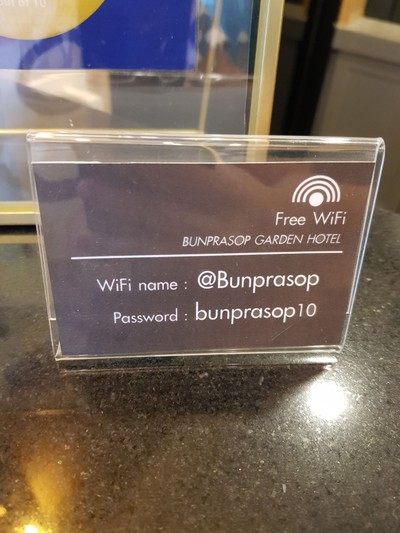 Free WiFi
BUNPRASOP GARDEN HOTEL
WiFi name : @Bunprasop
Password : bunprasop10